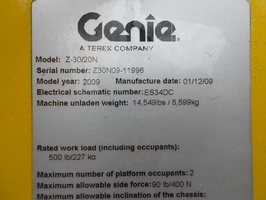 Genie
A TEREX COMPANY
Model: Z-30/20N
Serial number: Z30N09-11996
Model year: 2009 Manufacture date: 01/12/09
Electrical schematic number: ES34DC
Machine unladen weight: 14,549lbs / 6,599kg
Rated work load (including occupants):
500 lb/227 kg
Maximum number of platform occupants: 2
Maximum allowable side force: 90 lb/400 N
Maximum allowable inclination of the chassis: